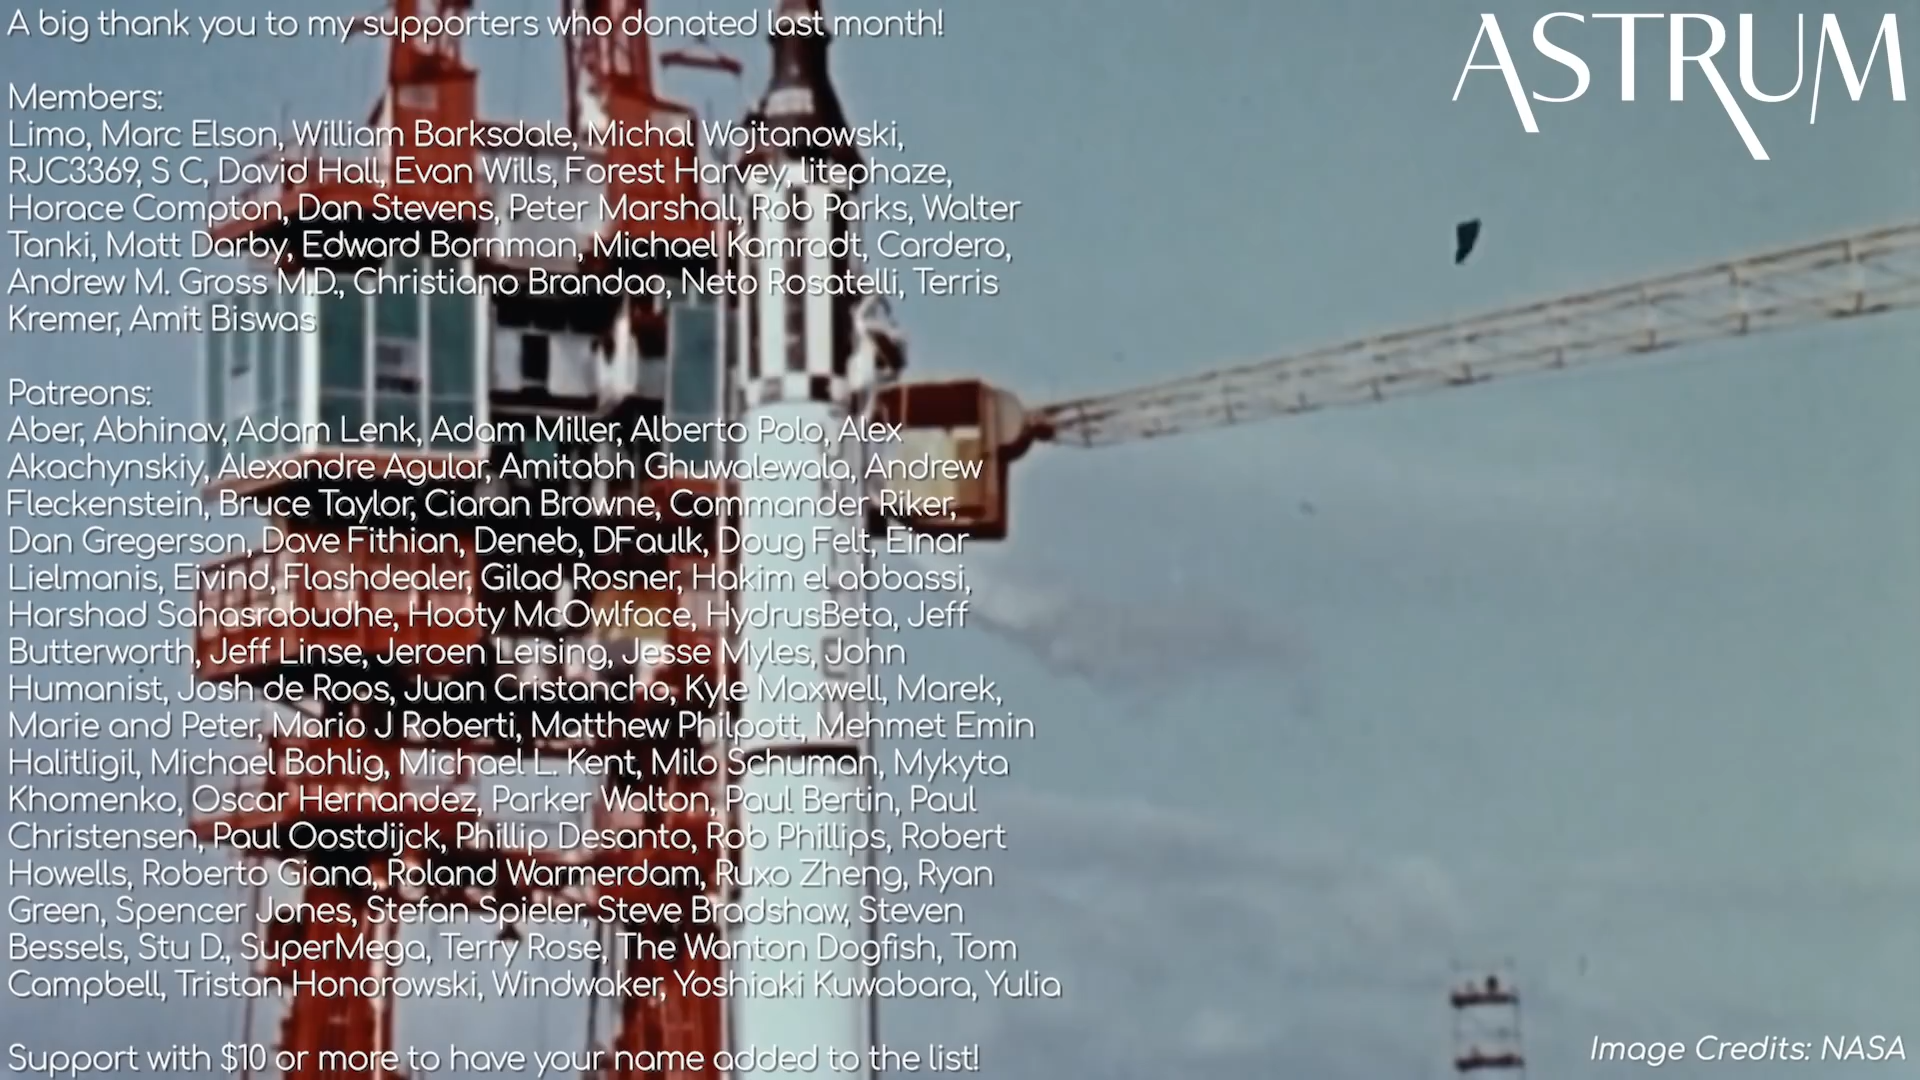 A big thank you to my supporters who donated last month!
Members:
Limo, Marc Elson, William Barksdale, Michal Wojtanowski,
RJC3369, S C, David Hall, Evan Wills, Forest Harvey, litephaze,
Horace Compton, Dan Stevens, Peter Marshall, Rob Parks, Walter
Tanki, Matt Darby, Edward Bornman, Michael Kamradt, Cardero,
Andrew M. Gross M.D., Christiano Brandao, Neto Rosatelli, Terris
Kremer, Amit Biswas
Patreons:
Aber, Abhinav, Adam Lenk, Adam Miller, Alberto Polo, Alex
Akachynskiy, Alexandre Agular, Amitabh Ghuwalewala, Andrew
Fleckenstein, Bruce Taylor, Ciaran Browne, Commander Riker,
Dan Gregerson, Dave Fithian, Deneb, DFaulk, Doug Felt, Einar
Lielmanis, Eivind, Flashdealer, Gilad Rosner, Hakim el abbassi,
Harshad Sahasrabudhe, Hooty McOwlface, HydrusBeta, Jeff
Butterworth, Jeff Linse, Jeroen Leising, Jesse Myles, John
Humanist, Josh de Roos, Juan Cristancho, Kyle Maxwell, Marek,
Marie and Peter, Mario J Roberti, Matthew Philpott, Mehmet Emin
Halitligil, Michael Bohlig, Michael L. Kent, Milo Schuman, Mykyta
Khomenko, Oscar Hernandez, Parker Walton, Paul Bertin, Paul
Christensen, Paul Oostdijck, Phillip Desanto, Rob Phillips, Robert
Howells, Roberto Giana, Roland Warmerdam, Ruxo Zheng, Ryan
Green, Spencer Jones, Stefan Spieler, Steve Bradshaw, Steven
Bessels, Stu D., SuperMega, Terry Rose, The Wanton Dogfish, Tom
Campbell, Tristan Honorowski, Windwaker, Yoshiaki Kuwabara, Yulia
Support with $10 or more to have your name added to the list!
ASTRUM
Image Credits: NASA